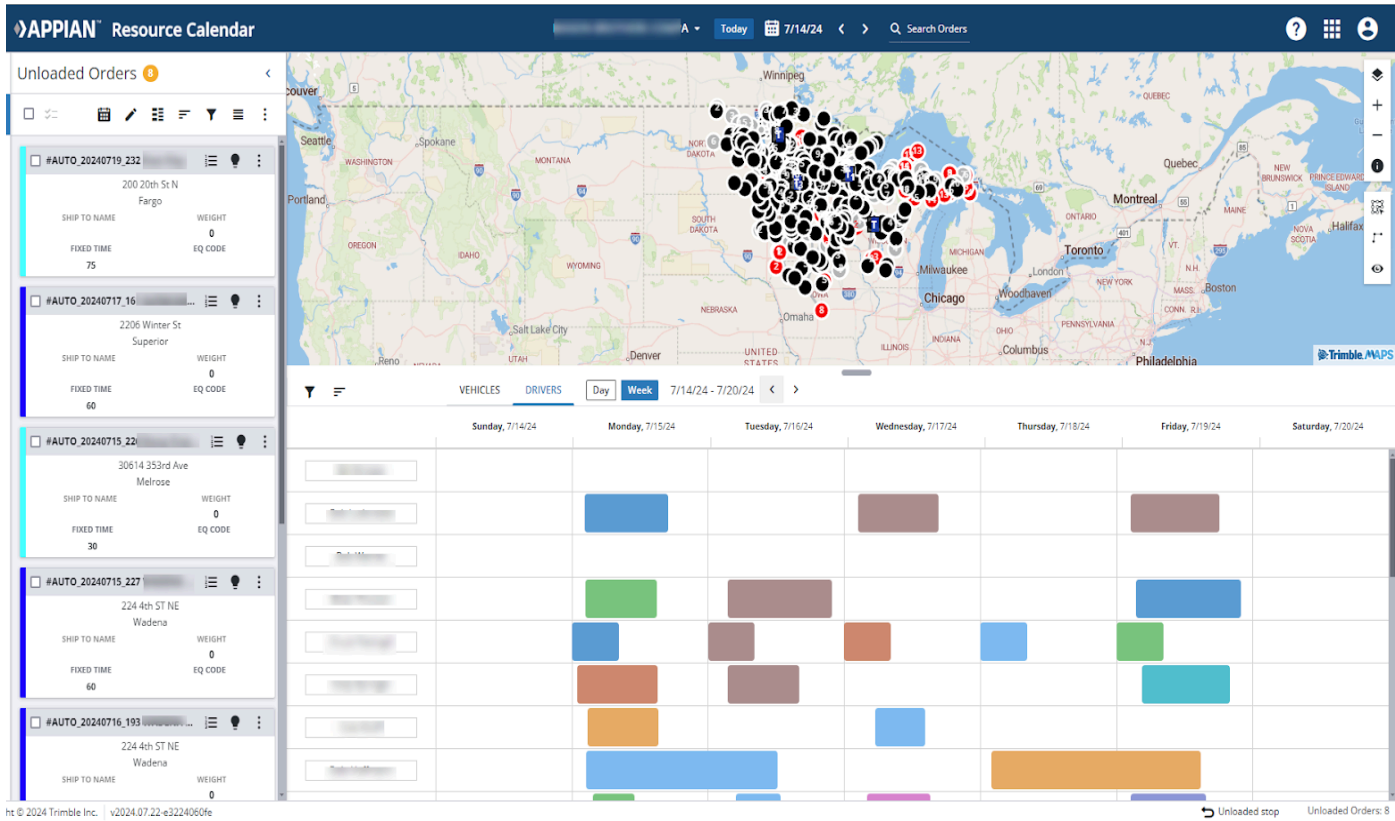 APPIAN™ Resource Calendar
A
Today
7/14/24
Search Orders
Unloaded Orders 8
#AUTO_20240719_232
200 20th St N
Fargo
SHIP TO NAME WEIGHT
0
FIXED TIME EQ CODE
75
#AUTO_20240717_16 ...
2206 Winter St
Superior
SHIP TO NAME WEIGHT
0
FIXED TIME EQ CODE
60
#AUTO_20240715_22
30614 353rd Ave
Melrose
SHIP TO NAME WEIGHT
0
FIXED TIME EQ CODE
30
#AUTO_20240715_227
224 4th ST NE
Wadena
SHIP TO NAME WEIGHT
0
FIXED TIME EQ CODE
60
#AUTO_20240716_193 ...
224 4th ST NE
Wadena
SHIP TO NAME WEIGHT
0
Winnipeg
couver
QUEBEC
Seattle
Spokane
WASHINGTON
MONTANA
NORTH
DAKOTA
Quebec
NEW
BRUNSWICK
PRINCE EDWARD
ISLAND
Portland
Montreal
MAINE
ONTARIO
NOVA
SCOTIA
Halifax
SOUTH
DAKOTA
OREGON
IDAHO
WYOMING
MICHIGAN
Toronto
VT.
London
Milwaukee
N.H.
NEW YORK
MASS.
Boston
Woodhaven
Chicago
CONN.
R.I.
NEBRASKA
IOWA
Omaha
Salt Lake City
PENNSYLVANIA
OHIO
INDIANA
ILLINOIS
N.J.
Reno
NEVADA
UTAH
Denver
UNITED
STATES
Columbus
Philadelphia
Trimble. MAPS
VEHICLES DRIVERS Day Week 7/14/24 - 7/20/24
Sunday, 7/14/24 Monday, 7/15/24 Tuesday, 7/16/24 Wednesday, 7/17/24 Thursday, 7/18/24 Friday, 7/19/24 Saturday, 7/20/24
ht © 2024 Trimble Inc. v2024.07.22-e3224060fe
Unloaded stop
Unloaded Orders: 8